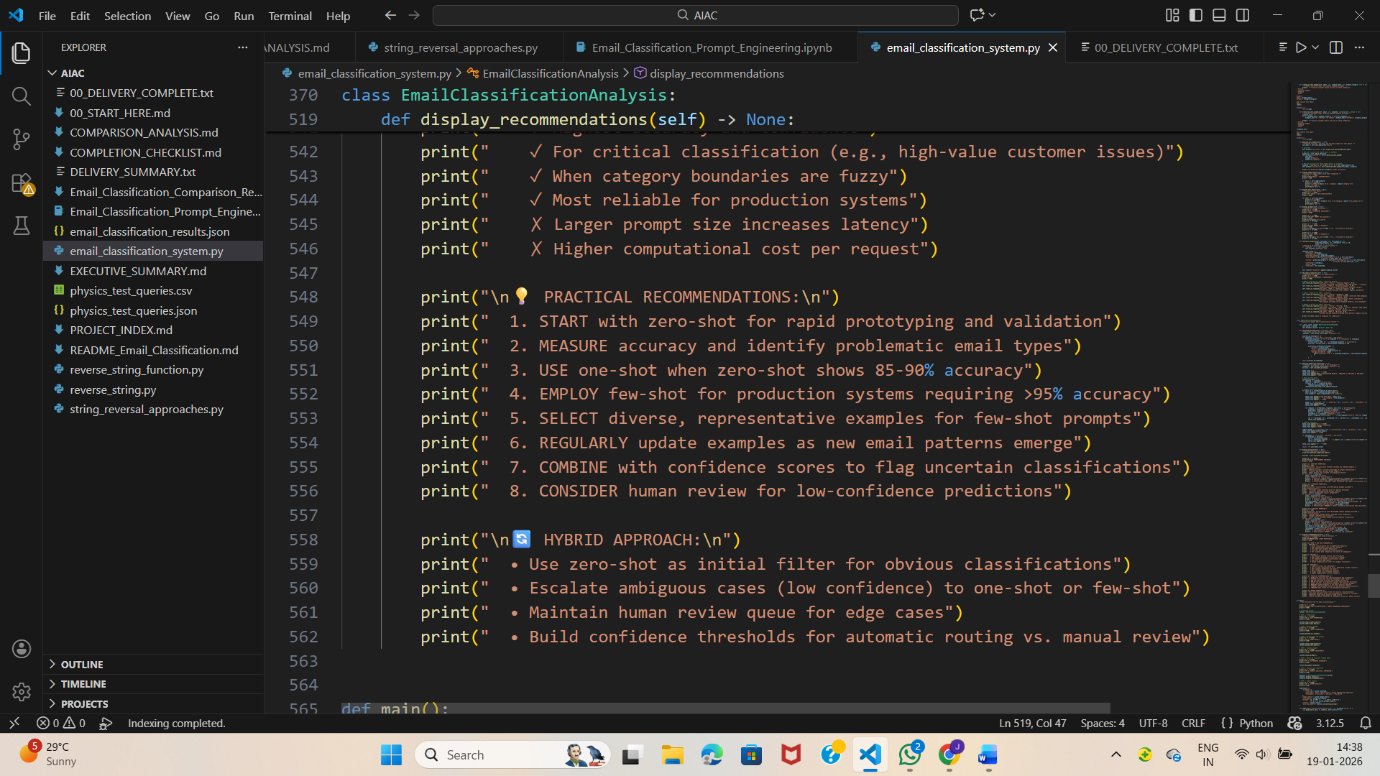 File Edit Selection View Go Run Terminal Help
AIAC
EXPLORER
ANALYSIS.md
string_reversal_approaches.py
Email_Classification_Prompt_Engineering.ipynb
email_classification_system.py
00_DELIVERY_COMPLETE.txt
AIAC
00_DELIVERY_COMPLETE.txt
00_START_HERE.md
COMPARISON_ANALYSIS.md
COMPLETION_CHECKLIST.md
DELIVERY_SUMMARY.txt
Email_Classification_Comparison_Re...
Email_Classification_Prompt_Engine...
email_classification_results.json
email_classification_system.py
EXECUTIVE_SUMMARY.md
physics_test_queries.csv
physics_test_queries.json
PROJECT_INDEX.md
README_Email_Classification.md
reverse_string_function.py
reverse_string.py
string_reversal_approaches.py
OUTLINE
TIMELINE
PROJECTS
email_classification_system.py > EmailClassificationAnalysis > display_recommendations
370 class EmailClassificationAnalysis:
519 def display_recommendations(self) -> None:
542 print("    ✓ For critical classification (e.g., high-value customer issues)")
543 print("    ✓ When category boundaries are fuzzy")
544 print("    ✓ Most reliable for production systems")
545 print("    ✗ Larger prompt size increases latency")
546 print("    ✗ Higher computational cost per request")
547
548 print("\n💡 PRACTICAL RECOMMENDATIONS:\n")
549 print("  1. START with zero-shot for rapid prototyping and validation")
550 print("  2. MEASURE accuracy and identify problematic email types")
551 print("  3. USE one-shot when zero-shot shows 85-90% accuracy")
552 print("  4. EMPLOY few-shot for production systems requiring >95% accuracy")
553 print("  5. SELECT diverse, representative examples for few-shot prompts")
554 print("  6. REGULARLY update examples as new email patterns emerge")
555 print("  7. COMBINE with confidence scores to flag uncertain classifications")
556 print("  8. CONSIDER human review for low-confidence predictions")
557
558 print("\n🔄 HYBRID APPROACH:\n")
559 print("  • Use zero-shot as initial filter for obvious classifications")
560 print("  • Escalate ambiguous cases (low confidence) to one-shot or few-shot")
561 print("  • Maintain human review queue for edge cases")
562 print("  • Build confidence thresholds for automatic routing vs. manual review")
563
564
565 def main():
0 0 Indexing completed.
Ln 519, Col 47 Spaces: 4 UTF-8 CRLF { } Python 3.12.5
5
29°C
Sunny
Search
2
J
ENG
IN
14:38
19-01-2026